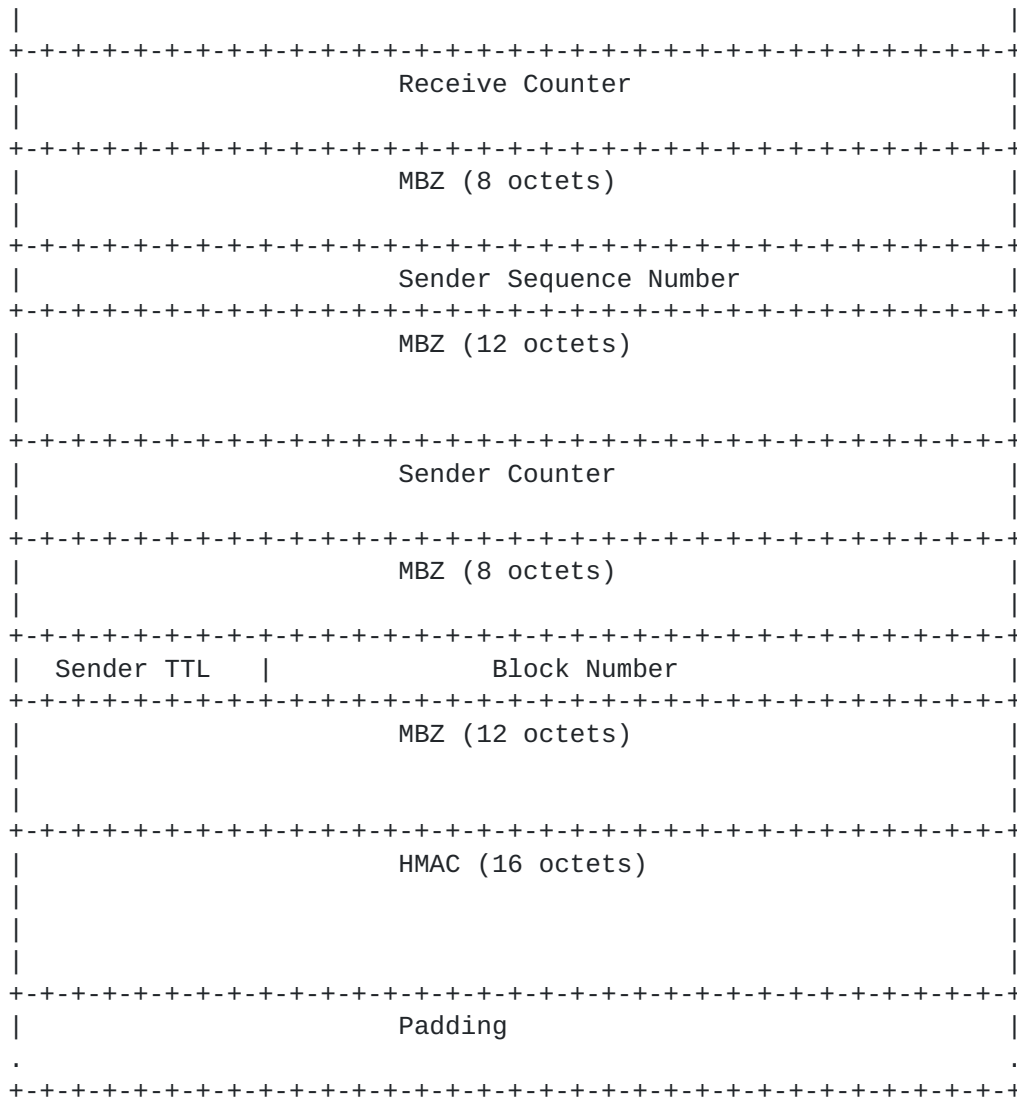 |                                                               |
+-+-+-+-+-+-+-+-+-+-+-+-+-+-+-+-+-+-+-+-+-+-+-+-+-+-+-+-+-+-+-+-+
|                        Receive Counter                        |
|                                                               |
+-+-+-+-+-+-+-+-+-+-+-+-+-+-+-+-+-+-+-+-+-+-+-+-+-+-+-+-+-+-+-+-+
|                        MBZ (8 octets)                         |
|                                                               |
+-+-+-+-+-+-+-+-+-+-+-+-+-+-+-+-+-+-+-+-+-+-+-+-+-+-+-+-+-+-+-+-+
|                        Sender Sequence Number                 |
+-+-+-+-+-+-+-+-+-+-+-+-+-+-+-+-+-+-+-+-+-+-+-+-+-+-+-+-+-+-+-+-+
|                        MBZ (12 octets)                        |
|                                                               |
|                                                               |
+-+-+-+-+-+-+-+-+-+-+-+-+-+-+-+-+-+-+-+-+-+-+-+-+-+-+-+-+-+-+-+-+
|                        Sender Counter                         |
|                                                               |
+-+-+-+-+-+-+-+-+-+-+-+-+-+-+-+-+-+-+-+-+-+-+-+-+-+-+-+-+-+-+-+-+
|                        MBZ (8 octets)                         |
|                                                               |
+-+-+-+-+-+-+-+-+-+-+-+-+-+-+-+-+-+-+-+-+-+-+-+-+-+-+-+-+-+-+-+-+
|  Sender TTL   |              Block Number                     |
+-+-+-+-+-+-+-+-+-+-+-+-+-+-+-+-+-+-+-+-+-+-+-+-+-+-+-+-+-+-+-+-+
|                        MBZ (12 octets)                        |
|                                                               |
|                                                               |
+-+-+-+-+-+-+-+-+-+-+-+-+-+-+-+-+-+-+-+-+-+-+-+-+-+-+-+-+-+-+-+-+
|                        HMAC (16 octets)                       |
|                                                               |
|                                                               |
|                                                               |
+-+-+-+-+-+-+-+-+-+-+-+-+-+-+-+-+-+-+-+-+-+-+-+-+-+-+-+-+-+-+-+-+
|                        Padding                                |
.                                                               .
+-+-+-+-+-+-+-+-+-+-+-+-+-+-+-+-+-+-+-+-+-+-+-+-+-+-+-+-+-+-+-+-+